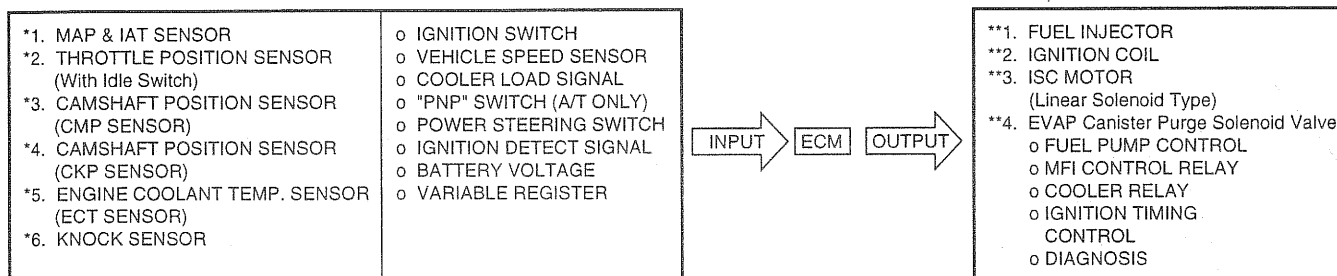 *1. MAP & IAT SENSOR
*2. THROTTLE POSITION SENSOR
(With Idle Switch)
*3. CAMSHAFT POSITION SENSOR
(CMP SENSOR)
*4. CAMSHAFT POSITION SENSOR
(CKP SENSOR)
*5. ENGINE COOLANT TEMP. SENSOR
(ECT SENSOR)
*6. KNOCK SENSOR
o IGNITION SWITCH
o VEHICLE SPEED SENSOR
o COOLER LOAD SIGNAL
o "PNP" SWITCH (A/T ONLY)
o POWER STEERING SWITCH
o IGNITION DETECT SIGNAL
o BATTERY VOLTAGE
o VARIABLE REGISTER
INPUT
ECM
OUTPUT
**1. FUEL INJECTOR
**2. IGNITION COIL
**3. ISC MOTOR
(Linear Solenoid Type)
**4. EVAP Canister Purge Solenoid Valve
o FUEL PUMP CONTROL
o MFI CONTROL RELAY
o COOLER RELAY
o IGNITION TIMING
CONTROL
o DIAGNOSIS